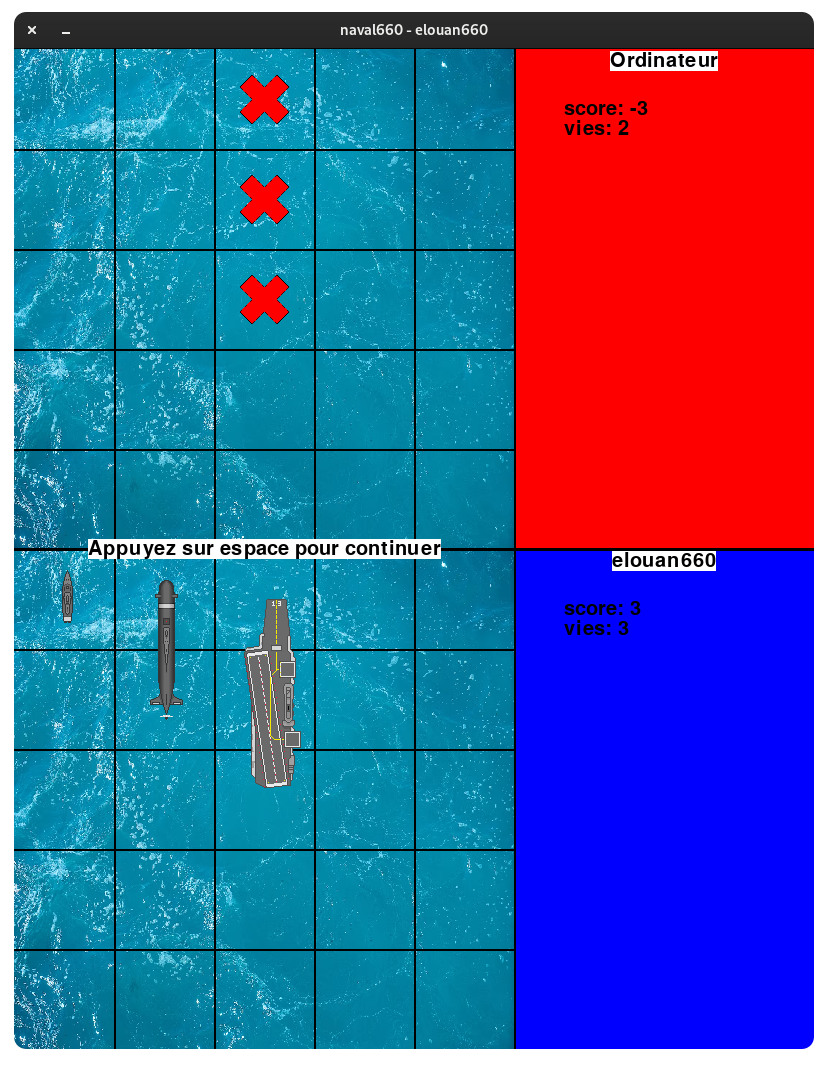 naval660 - elouan660
Ordinateur
score: -3
vies: 2
Appuyez sur espace pour continuer
elouan660
score: 3
vies: 3